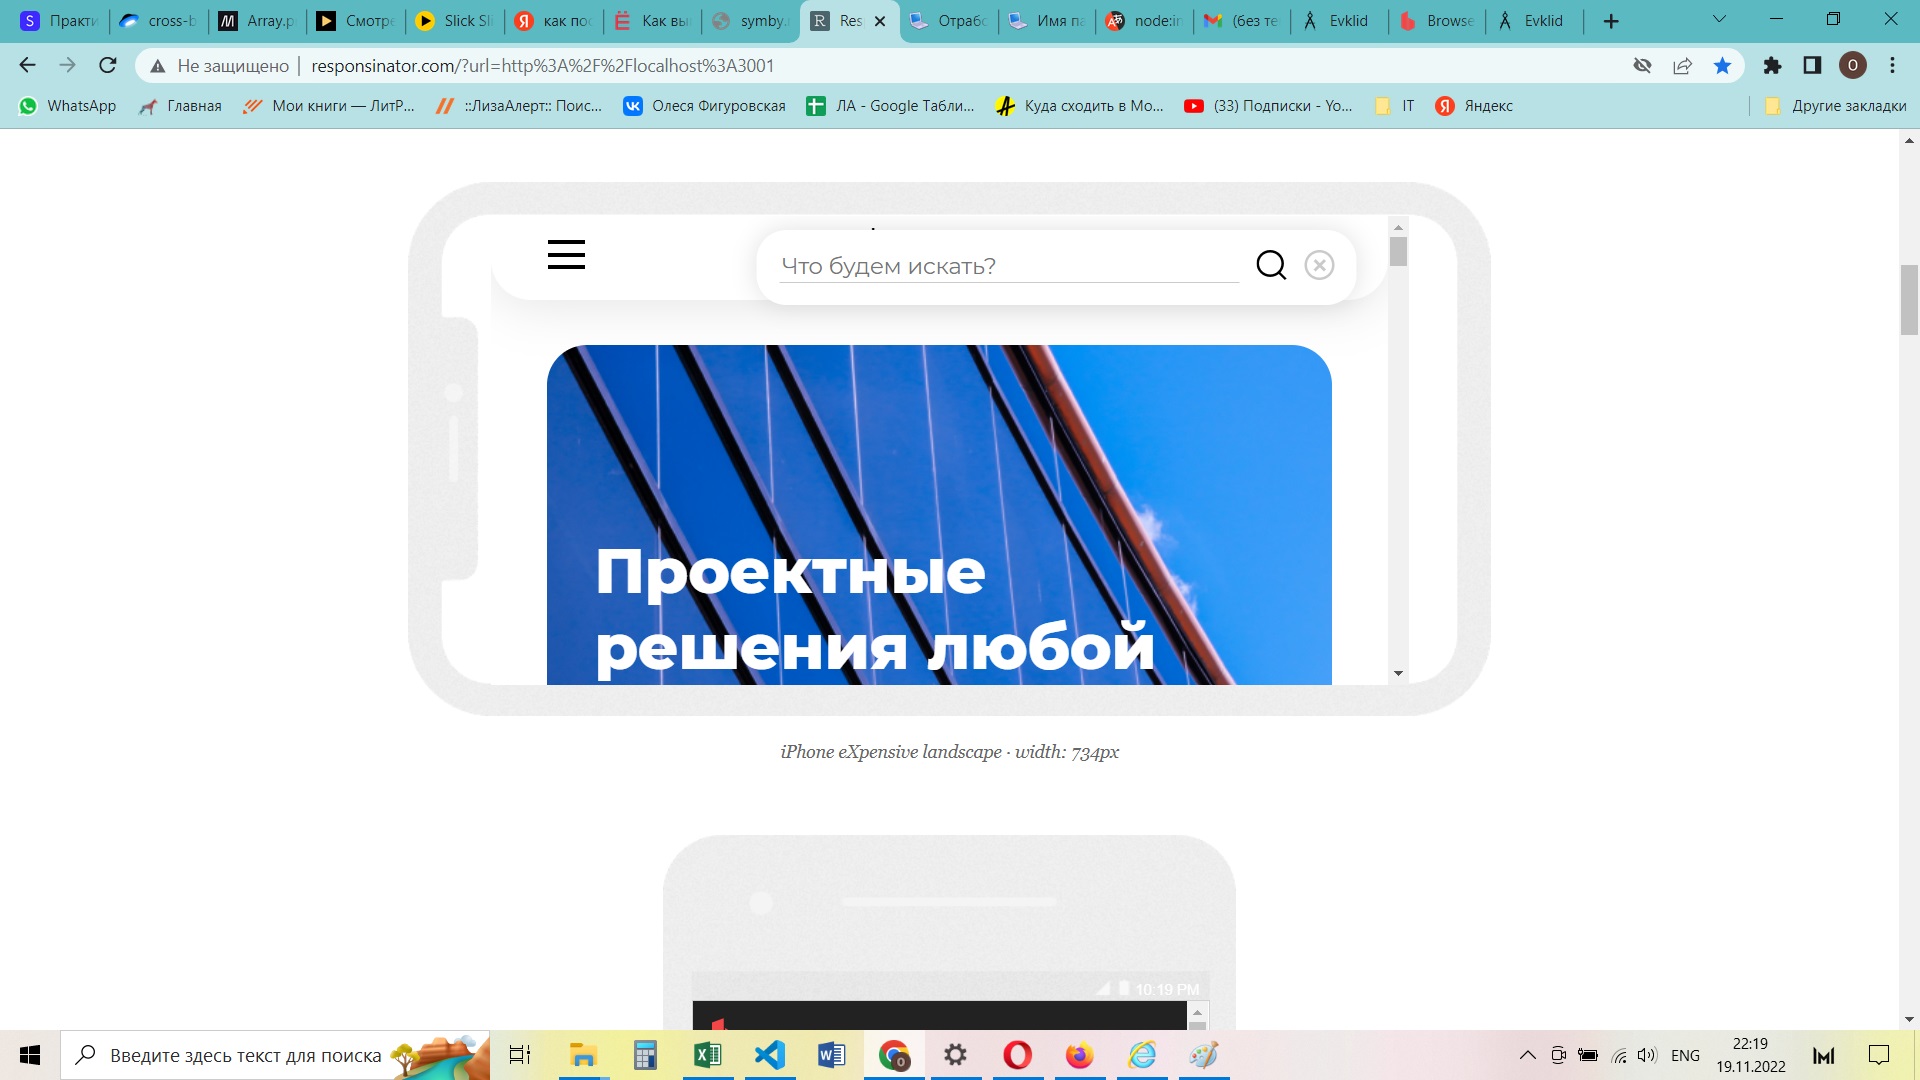 Практи
cross-b
Array.p
Смотре
Slick Sli
как пос
Как вы
symby.
Res
Отрабо
Имя па
node:in
(без те
Evklid
Browse
Evklid
Не защищено
responsinator.com/?url=http%3A%2F%2Flocalhost%3A3001
WhatsApp
Главная
Мои книги — ЛитР...
::ЛизаАлерт:: Поис...
Олеся Фигуровская
ЛА - Google Табли...
Куда сходить в Мо...
(33) Подписки - Yo...
IT
Яндекс
Другие закладки
Что будем искать?
Проектные
решения любой
iPhone eXpensive landscape · width: 734px
10:19 PM
Введите здесь текст для поиска
ENG
22:19
19.11.2022